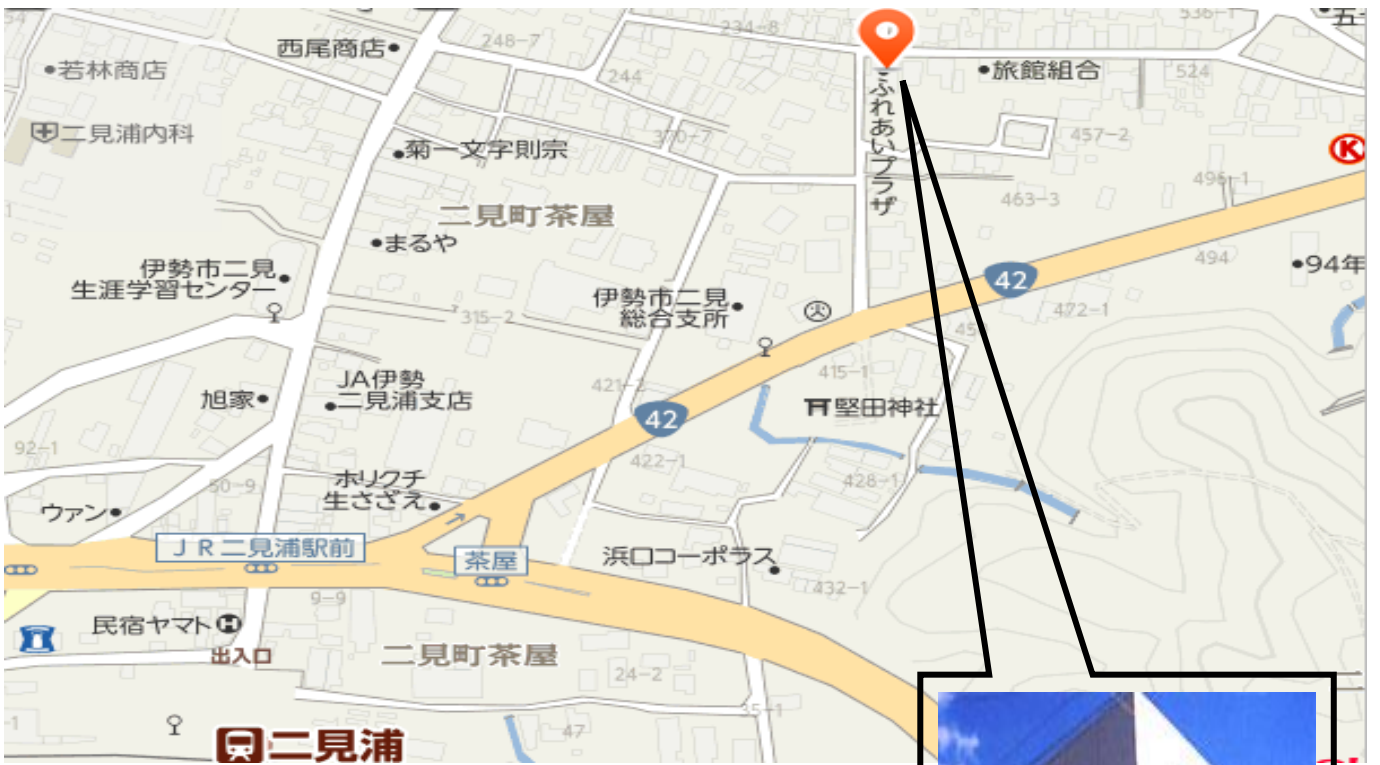 536-1
五十
234-8
西尾商店
248-7
若林商店
244
旅館組合
524
ふれあいプラザ
二見浦内科
370-7
457-2
K
菊一文字則宗
496-1
463-3
二見町茶屋
まるや
494
94年
伊勢市二見
生涯学習センター
42
伊勢市二見
総合支所
315-2
472-1
415-1
JA伊勢
二見浦支店
421-2
旭家
堅田神社
42
92-1
422-1
428-1
50-9
ホリクチ
生さざえ
ウァン
JR二見浦駅前
茶屋
浜口コーポラス
432-1
9-9
民宿ヤマト
H
出入口
二見町茶屋
24-2
35-1
47
二見浦